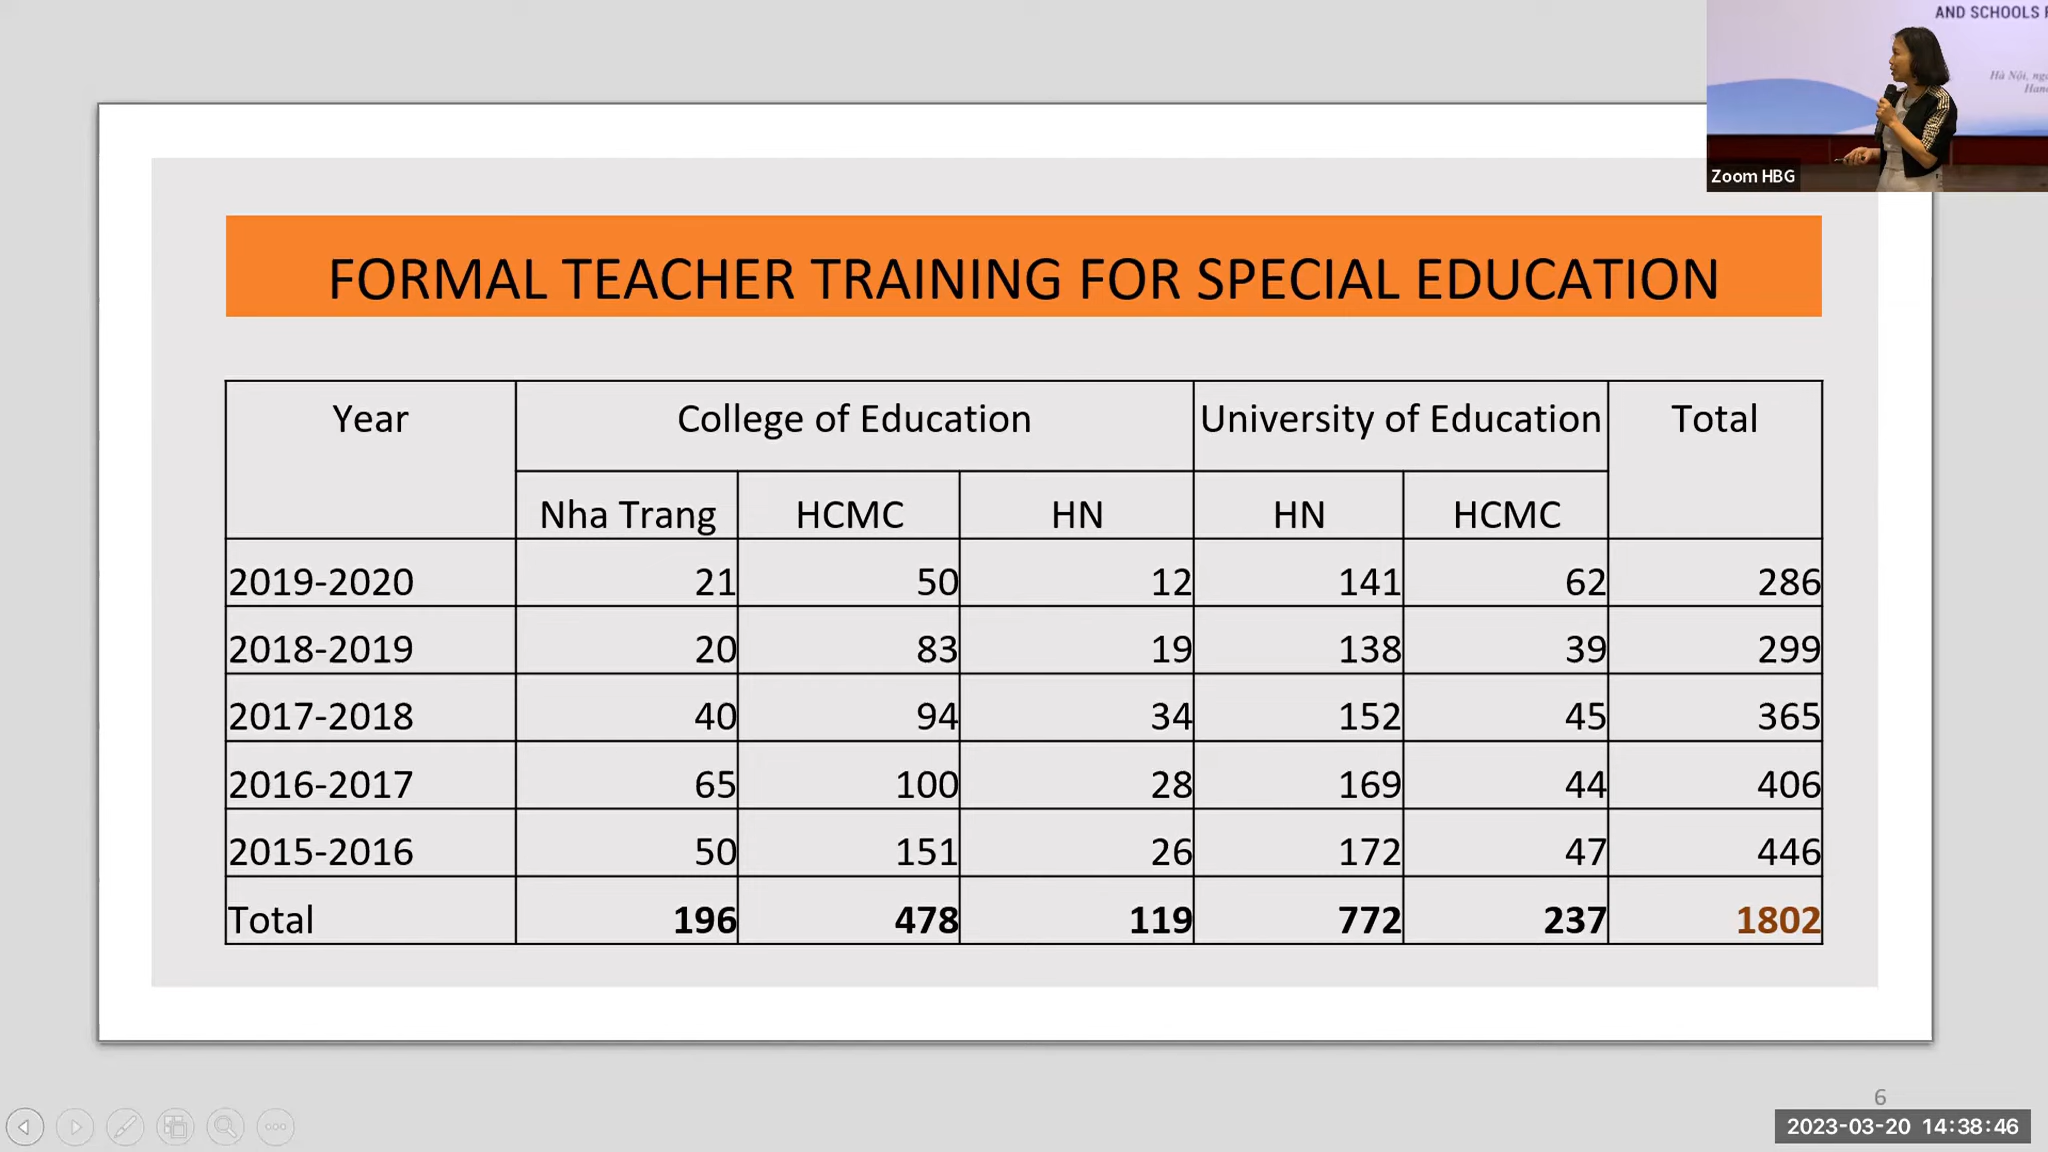 AND SCHOOLS
Hà Nội,
Zoom HBG
FORMAL TEACHER TRAINING FOR SPECIAL EDUCATION
Year College of Education University of Education Total
Nha Trang HCMC HN HN HCMC
2019-2020 21 50 12 141 62 286
2018-2019 20 83 19 138 39 299
2017-2018 40 94 34 152 45 365
2016-2017 65 100 28 169 44 406
2015-2016 50 151 26 172 47 446
Total 196 478 119 772 237 1802
6
2023-03-20 14:38:46